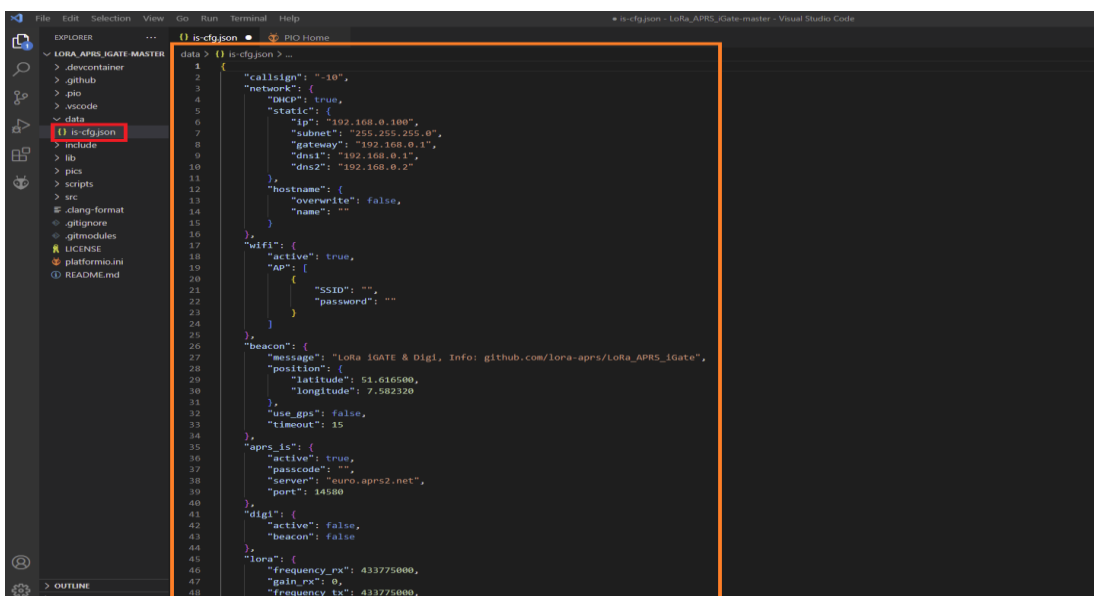 File Edit Selection View Go Run Terminal Help
● is-cfg.json - LoRa_APRS_iGate-master - Visual Studio Code
EXPLORER ...
LORA_APRS_IGATE-MASTER
> .devcontainer
> .github
> .pio
> .vscode
data
{} is-cfg.json
> include
> lib
> pics
> scripts
> src
.clang-format
.gitignore
.gitmodules
LICENSE
platformio.ini
README.md
> OUTLINE
{} is-cfg.json ●
PIO Home
data > {} is-cfg.json > ...
1 {
2 "callsign": "-10",
3 "network": {
4 "DHCP": true,
5 "static": {
6 "ip": "192.168.0.100",
7 "subnet": "255.255.255.0",
8 "gateway": "192.168.0.1",
9 "dns1": "192.168.0.1",
10 "dns2": "192.168.0.2"
11 },
12 "hostname": {
13 "overwrite": false,
14 "name": ""
15 }
16 },
17 "wifi": {
18 "active": true,
19 "AP": [
20 {
21 "SSID": "",
22 "password": ""
23 }
24 ]
25 },
26 "beacon": {
27 "message": "LoRa iGATE & Digi, Info: github.com/lora-aprs/LoRa_APRS_iGate",
28 "position": {
29 "latitude": 51.616500,
30 "longitude": 7.582320
31 },
32 "use_gps": false,
33 "timeout": 15
34 },
35 "aprs_is": {
36 "active": true,
37 "passcode": "",
38 "server": "euro.aprs2.net",
39 "port": 14580
40 },
41 "digi": {
42 "active": false,
43 "beacon": false
44 },
45 "lora": {
46 "frequency_rx": 433775000,
47 "gain_rx": 0,
48 "frequency_tx": 433775000,